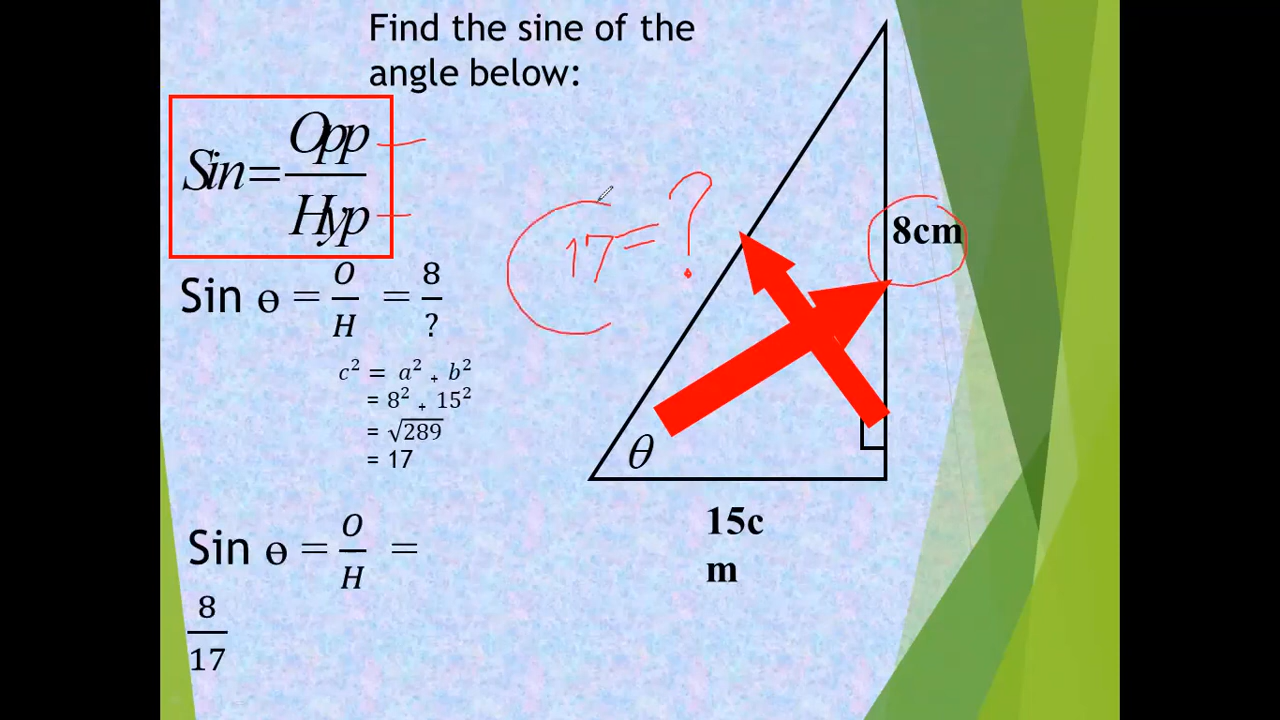 Find the sine of the
angle below:
Sin = Opp / Hyp
Sin ɵ = O/H = 8/?
c² = a² + b²
= 8² + 15²
= √289
= 17
Sin ɵ = O/H =
8/17
17 = ?
8cm
θ
15c
m